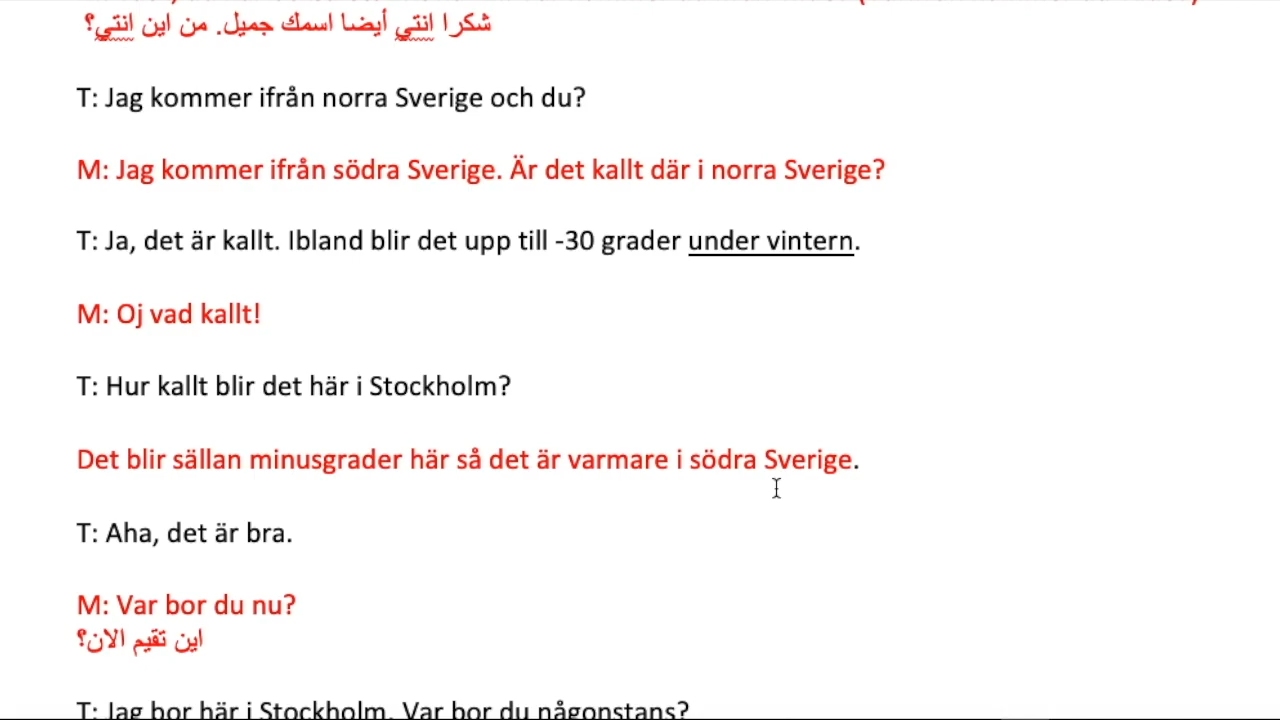 شكرا انتي أيضا اسمك جميل. من اين انتي؟
T: Jag kommer ifrån norra Sverige och du?
M: Jag kommer ifrån södra Sverige. Är det kallt där i norra Sverige?
T: Ja, det är kallt. Ibland blir det upp till -30 grader under vintern.
M: Oj vad kallt!
T: Hur kallt blir det här i Stockholm?
Det blir sällan minusgrader här så det är varmare i södra Sverige.
T: Aha, det är bra.
M: Var bor du nu?
اين تقيم الان؟
T: Jag bor här i Stockholm. Var bor du någonstans?